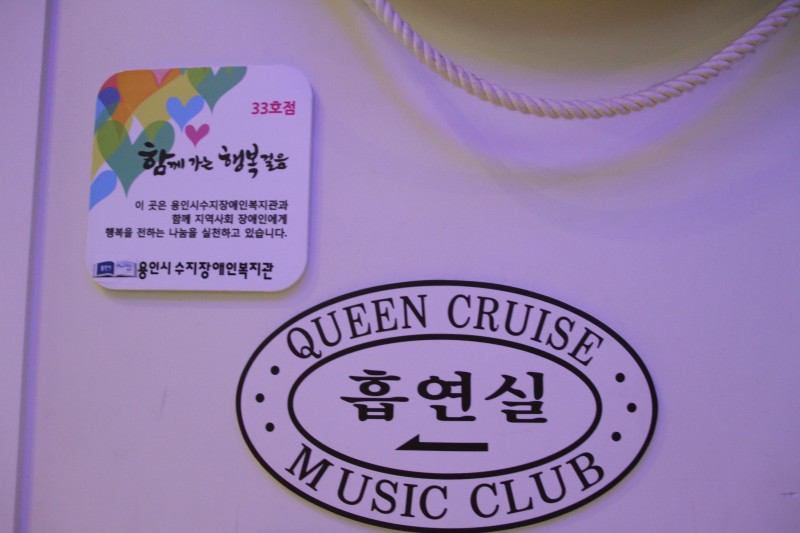 33호점
함께 가는 행복 걸음
이 곳은 용인시수지장애인복지관과
함께 지역사회 장애인에게
행복을 전하는 나눔을 실천하고 있습니다.
용인시 수지장애인복지관
QUEEN CRUISE
흡연실
MUSIC CLUB